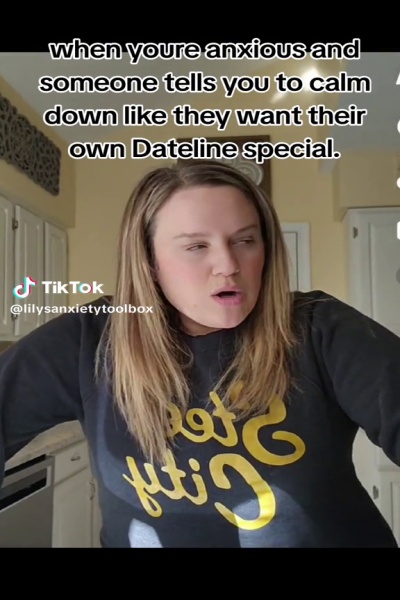 when youre anxious and
someone tells you to calm
down like they want their
own Dateline special.
TikTok
@lilysanxietytoolbox
Steel
City